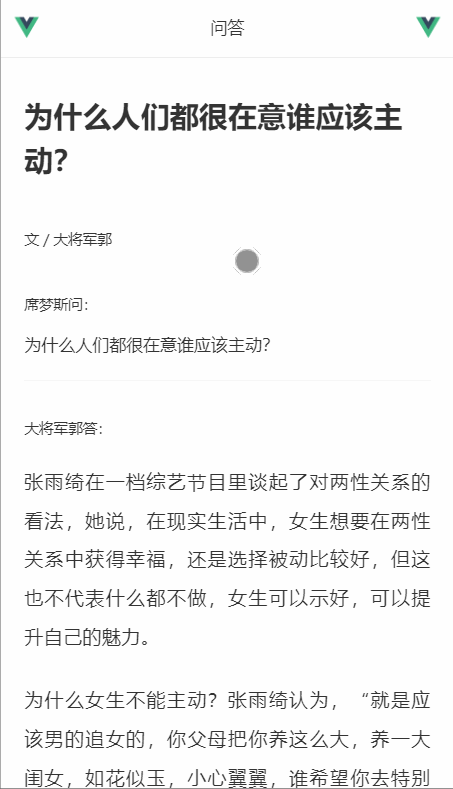 问答
为什么人们都很在意谁应该主
动？
文 / 大将军郭
席梦斯问：
为什么人们都很在意谁应该主动？
大将军郭答：
张雨绮在一档综艺节目里谈起了对两性关系的
看法，她说，在现实生活中，女生想要在两性
关系中获得幸福，还是选择被动比较好，但这
也不代表什么都不做，女生可以示好，可以提
升自己的魅力。
为什么女生不能主动？张雨绮认为，“就是应
该男的追女的，你父母把你养这么大，养一大
闺女，如花似玉，小心翼翼，谁希望你去特别